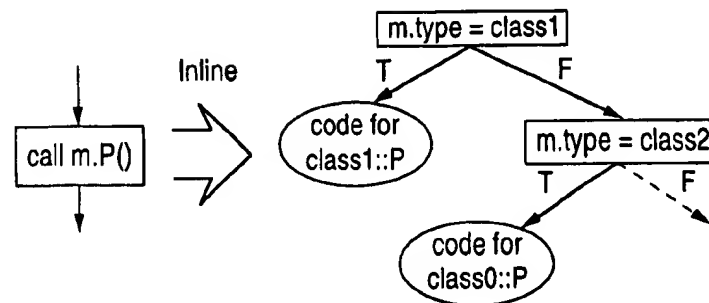 m.type = class1
Inline
T
F
code for
class1::P
call m.P()
m.type = class2
T
F
code for
class0::P